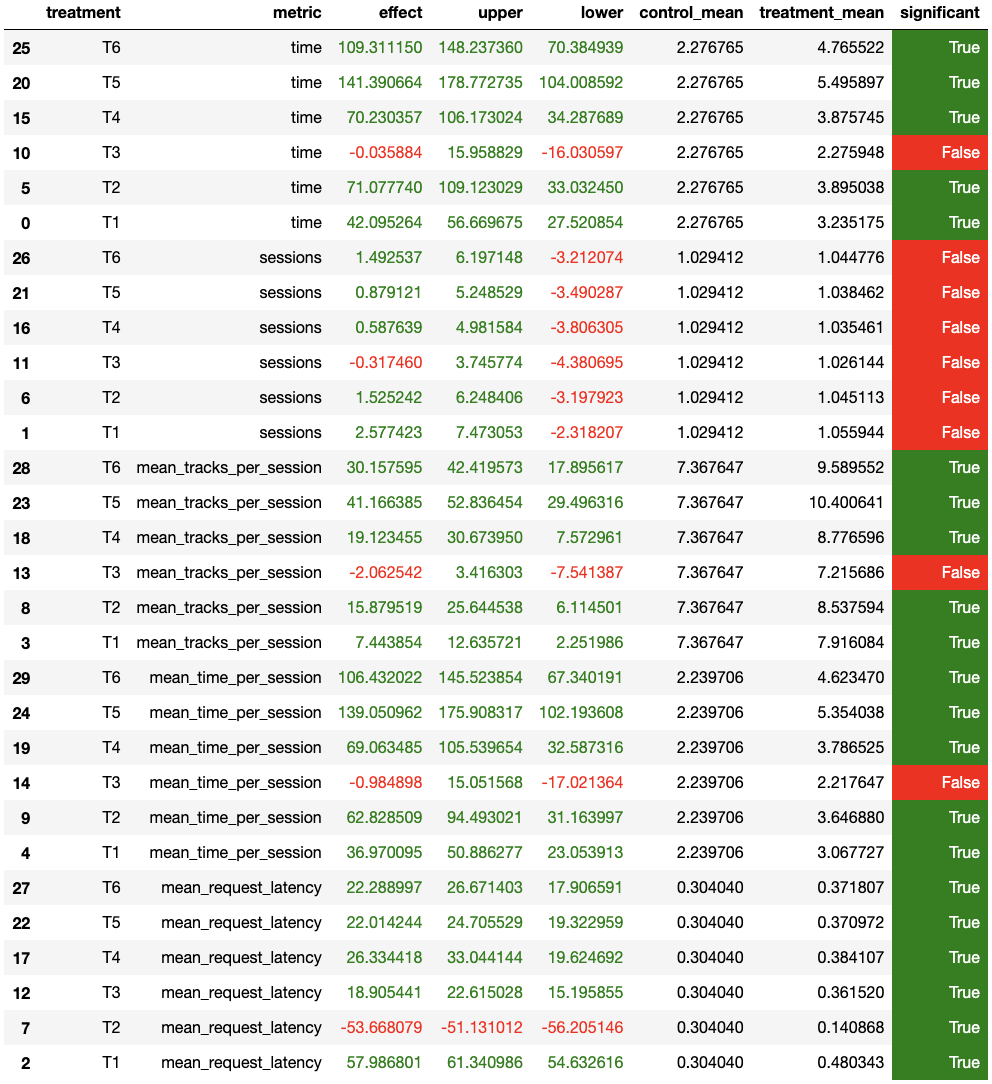 treatment metric effect upper lower control_mean treatment_mean significant
25 T6 time 109.311150 148.237360 70.384939 2.276765 4.765522 True
20 T5 time 141.390664 178.772735 104.008592 2.276765 5.495897 True
15 T4 time 70.230357 106.173024 34.287689 2.276765 3.875745 True
10 T3 time -0.035884 15.958829 -16.030597 2.276765 2.275948 False
5 T2 time 71.077740 109.123029 33.032450 2.276765 3.895038 True
0 T1 time 42.095264 56.669675 27.520854 2.276765 3.235175 True
26 T6 sessions 1.492537 6.197148 -3.212074 1.029412 1.044776 False
21 T5 sessions 0.879121 5.248529 -3.490287 1.029412 1.038462 False
16 T4 sessions 0.587639 4.981584 -3.806305 1.029412 1.035461 False
11 T3 sessions -0.317460 3.745774 -4.380695 1.029412 1.026144 False
6 T2 sessions 1.525242 6.248406 -3.197923 1.029412 1.045113 False
1 T1 sessions 2.577423 7.473053 -2.318207 1.029412 1.055944 False
28 T6 mean_tracks_per_session 30.157595 42.419573 17.895617 7.367647 9.589552 True
23 T5 mean_tracks_per_session 41.166385 52.836454 29.496316 7.367647 10.400641 True
18 T4 mean_tracks_per_session 19.123455 30.673950 7.572961 7.367647 8.776596 True
13 T3 mean_tracks_per_session -2.062542 3.416303 -7.541387 7.367647 7.215686 False
8 T2 mean_tracks_per_session 15.879519 25.644538 6.114501 7.367647 8.537594 True
3 T1 mean_tracks_per_session 7.443854 12.635721 2.251986 7.367647 7.916084 True
29 T6 mean_time_per_session 106.432022 145.523854 67.340191 2.239706 4.623470 True
24 T5 mean_time_per_session 139.050962 175.908317 102.193608 2.239706 5.354038 True
19 T4 mean_time_per_session 69.063485 105.539654 32.587316 2.239706 3.786525 True
14 T3 mean_time_per_session -0.984898 15.051568 -17.021364 2.239706 2.217647 False
9 T2 mean_time_per_session 62.828509 94.493021 31.163997 2.239706 3.646880 True
4 T1 mean_time_per_session 36.970095 50.886277 23.053913 2.239706 3.067727 True
27 T6 mean_request_latency 22.288997 26.671403 17.906591 0.304040 0.371807 True
22 T5 mean_request_latency 22.014244 24.705529 19.322959 0.304040 0.370972 True
17 T4 mean_request_latency 26.334418 33.044144 19.624692 0.304040 0.384107 True
12 T3 mean_request_latency 18.905441 22.615028 15.195855 0.304040 0.361520 True
7 T2 mean_request_latency -53.668079 -51.131012 -56.205146 0.304040 0.140868 True
2 T1 mean_request_latency 57.986801 61.340986 54.632616 0.304040 0.480343 True